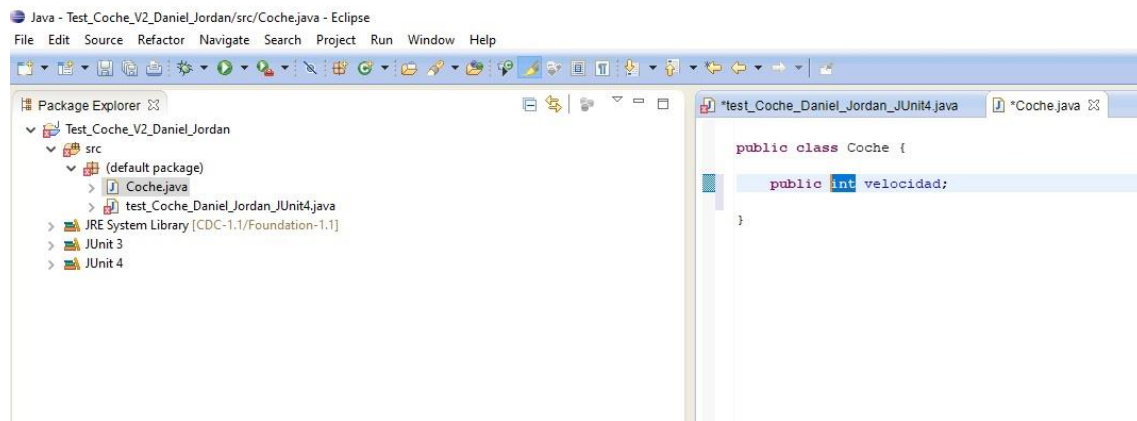 Java - Test_Coche_V2_Daniel_Jordan/src/Coche.java - Eclipse
File Edit Source Refactor Navigate Search Project Run Window Help
Package Explorer
Test_Coche_V2_Daniel_Jordan
src
(default package)
Coche.java
test_Coche_Daniel_Jordan_JUnit4.java
JRE System Library [CDC-1.1/Foundation-1.1]
JUnit 3
JUnit 4
*test_Coche_Daniel_Jordan_JUnit4.java *Coche.java
public class Coche {
public int velocidad;
}